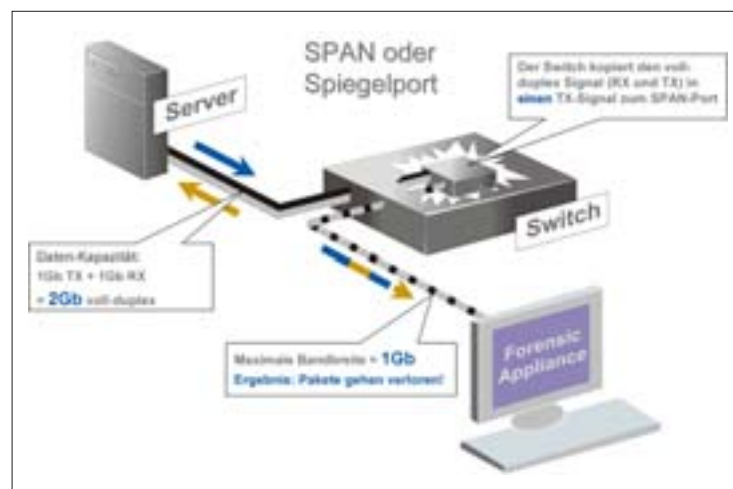 SPAN oder
Spiegelport
Der Switch kopiert den voll-
duplex Signal (RX und TX) in
einen TX-Signal zum SPAN-Port
Server
Switch
Daten-Kapazität:
1Gb TX + 1Gb RX
= 2Gb voll-duplex
Maximale Bandbreite = 1Gb
Ergebnis: Pakete gehen verloren!
Forensic
Appliance